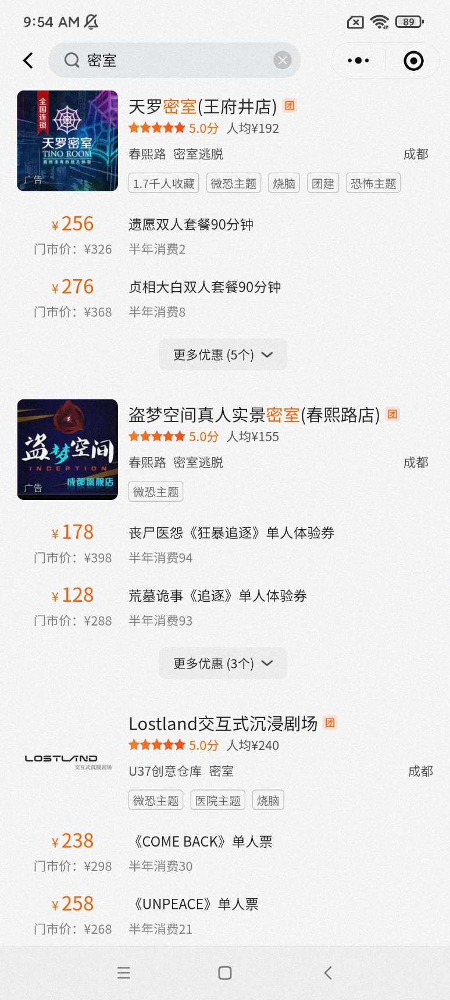 9:54 AM
89
密室
全国连锁
天罗密室
TINO ROOM
广告
天罗密室(王府井店) 团
5.0分 人均¥192
春熙路 密室逃脱 成都
1.7千人收藏 微恐主题 烧脑 团建 恐怖主题
¥256 遗愿双人套餐90分钟
门市价：¥326 半年消费2
¥276 贞相大白双人套餐90分钟
门市价：¥368 半年消费8
更多优惠 (5个)
盗梦空间
INCEPTION
成都旗舰店
广告
盗梦空间真人实景密室(春熙路店) 团
5.0分 人均¥155
春熙路 密室逃脱 成都
微恐主题
¥178 丧尸医怨《狂暴追逐》单人体验券
门市价：¥398 半年消费94
¥128 荒墓诡事《追逐》单人体验券
门市价：¥288 半年消费93
更多优惠 (3个)
LOSTLAND
交互式沉浸剧场
Lostland交互式沉浸剧场 团
5.0分 人均¥240
U37创意仓库 密室 成都
微恐主题 医院主题 烧脑
¥238 《COME BACK》单人票
门市价：¥298 半年消费30
¥258 《UNPEACE》单人票
门市价：¥268 半年消费21